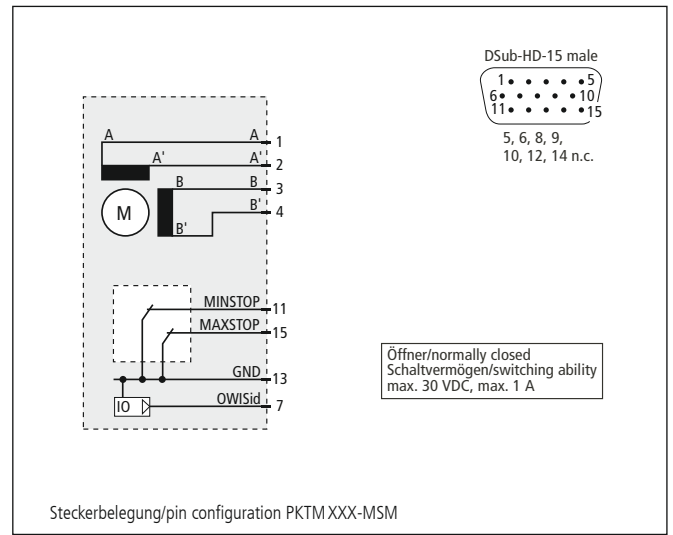 DSub-HD-15 male
1 5
6 10
11 15
5, 6, 8, 9,
10, 12, 14 n.c.
A A 1
A' A' 2
B B 3
B' 4
M
B'
MINSTOP 11
MAXSTOP 15
GND 13
IO OWISid 7
Öffner/normally closed
Schaltvermögen/switching ability
max. 30 VDC, max. 1 A
Steckerbelegung/pin configuration PKTM XXX-MSM